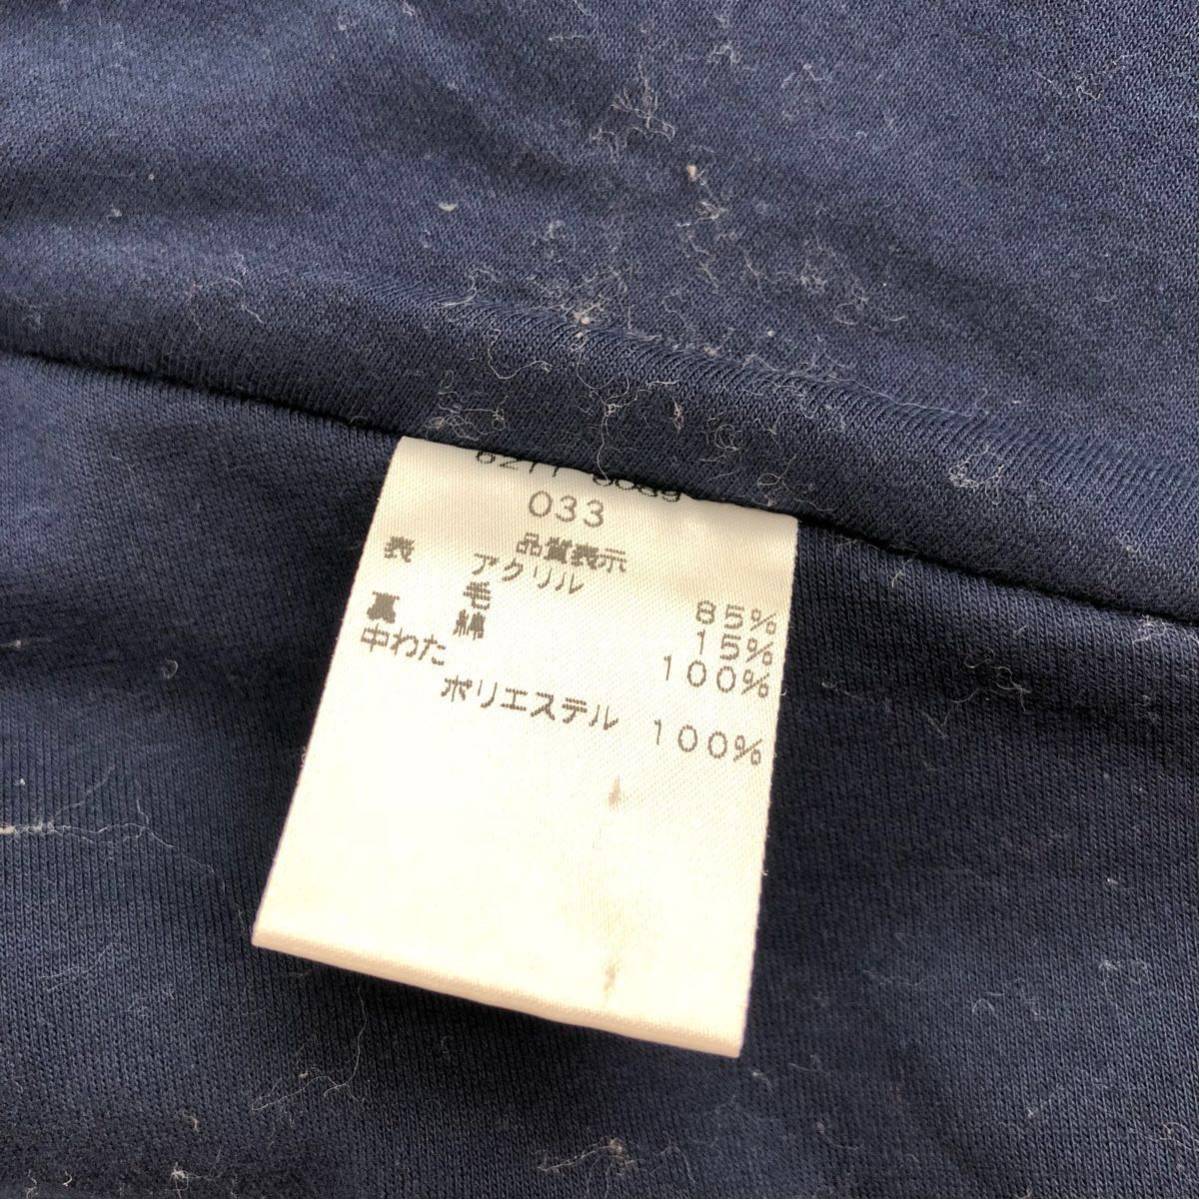 033
品質表示
表 アクリル 85%
毛 15%
裏 綿 100%
中わた
ポリエステル 100%